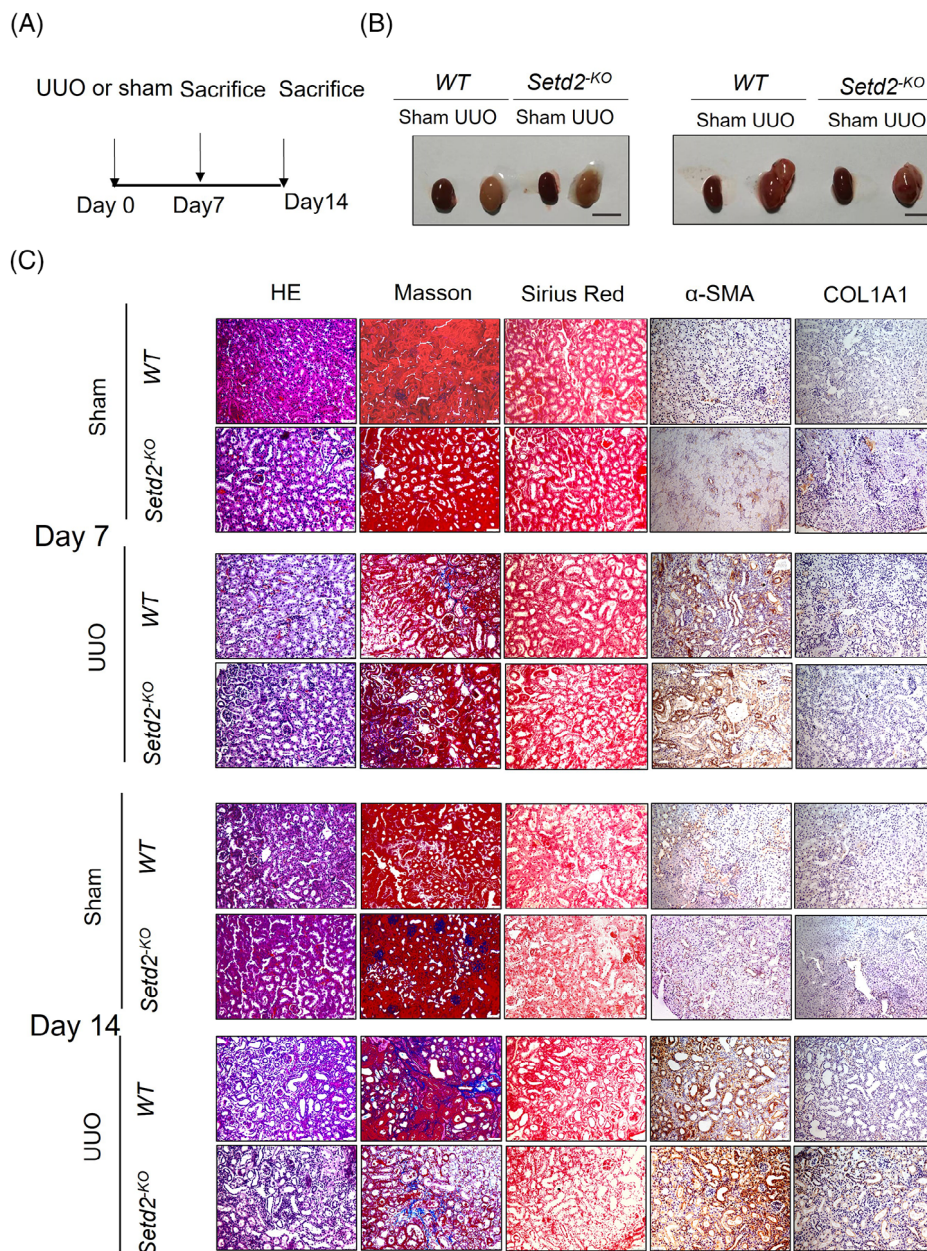 (A)
UUO or sham Sacrifice Sacrifice
Day 0 Day7 Day14
(B)
WT Setd2-KO WT Setd2-KO
Sham UUO Sham UUO Sham UUO Sham UUO
(C)
HE Masson Sirius Red α-SMA COL1A1
Day 7
Sham
WT
Setd2-KO
UUO
WT
Setd2-KO
Day 14
Sham
WT
Setd2-KO
UUO
WT
Setd2-KO